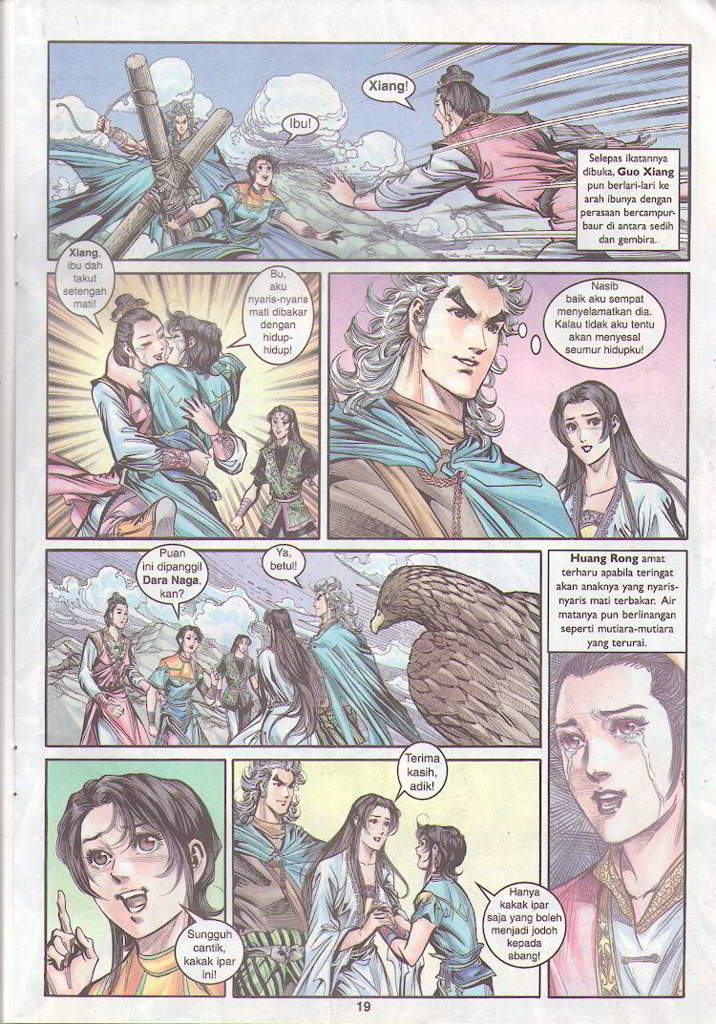 Xiang!
Ibu!
Selepas ikatannya
dibuka, Guo Xiang
pun berlari-lari ke
arah ibunya dengan
perasaan bercampur-
baur di antara sedih
dan gembira.
Xiang,
ibu dah
takut
setengah
mati!
Bu,
aku
nyaris-nyaris
mati dibakar
dengan
hidup-
hidup!
Nasib
baik aku sempat
menyelamatkan dia.
Kalau tidak aku tentu
akan menyesal
seumur hidupku!
Puan
ini dipanggil
Dara Naga,
kan?
Ya,
betul!
Huang Rong amat
terharu apabila teringat
akan anaknya yang nyaris-
nyaris mati terbakar. Air
matanya pun berlinangan
seperti mutiara-mutiara
yang terurai.
Sungguh
cantik,
kakak ipar
ini!
Terima
kasih,
adik!
Hanya
kakak ipar
saja yang boleh
menjadi jodoh
kepada
abang!
19